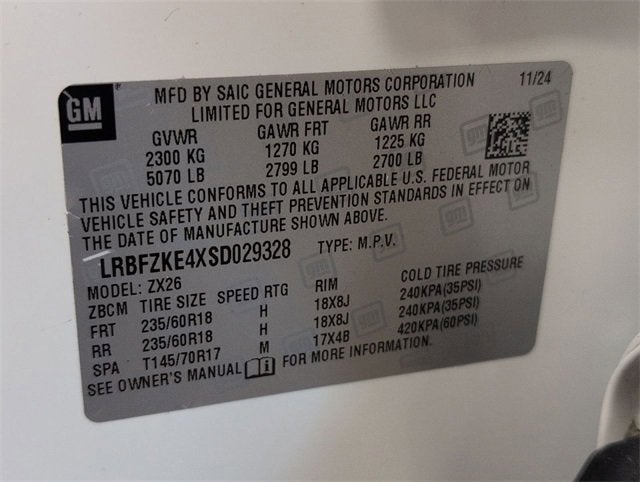 GM
MFD BY SAIC GENERAL MOTORS CORPORATION 11/24
LIMITED FOR GENERAL MOTORS LLC
GVWR GAWR FRT GAWR RR
2300 KG 1270 KG 1225 KG
5070 LB 2799 LB 2700 LB
THIS VEHICLE CONFORMS TO ALL APPLICABLE U.S. FEDERAL MOTOR
VEHICLE SAFETY AND THEFT PREVENTION STANDARDS IN EFFECT ON
THE DATE OF MANUFACTURE SHOWN ABOVE.
LRBFZKE4XSD029328 TYPE: M.P.V.
MODEL: ZX26
ZBCM TIRE SIZE SPEED RTG RIM COLD TIRE PRESSURE
FRT 235/60R18 H 18X8J 240KPA(35PSI)
RR 235/60R18 H 18X8J 240KPA(35PSI)
SPA T145/70R17 M 17X4B 420KPA(60PSI)
SEE OWNER'S MANUAL FOR MORE INFORMATION.